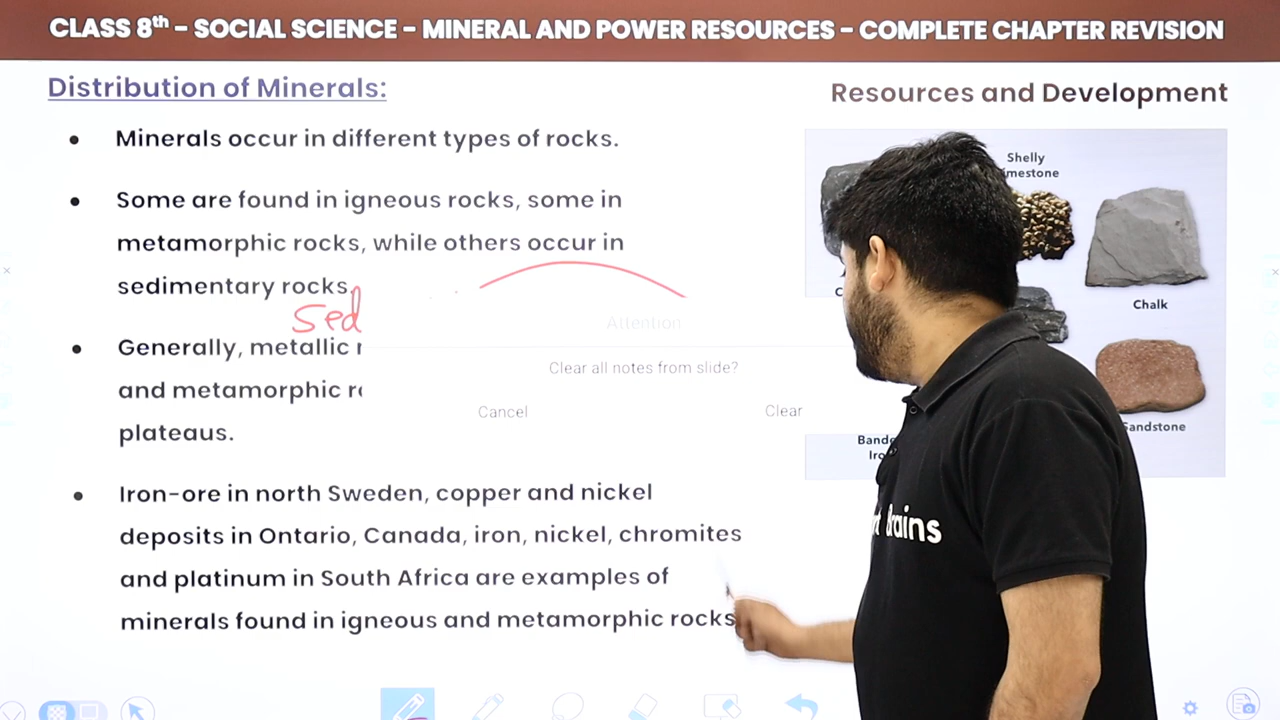 CLASS 8th - SOCIAL SCIENCE - MINERAL AND POWER RESOURCES - COMPLETE CHAPTER REVISION
Distribution of Minerals:
Resources and Development
• Minerals occur in different types of rocks.
• Some are found in igneous rocks, some in
metamorphic rocks, while others occur in
sedimentary rocks.
Sed
• Generally, metallic
and metamorphic
plateaus.
• Iron-ore in north Sweden, copper and nickel
deposits in Ontario, Canada, iron, nickel, chromites
and platinum in South Africa are examples of
minerals found in igneous and metamorphic rocks
Attention
Clear all notes from slide?
Cancel
Clear
Shelly
Chalk
Sandstone
rains